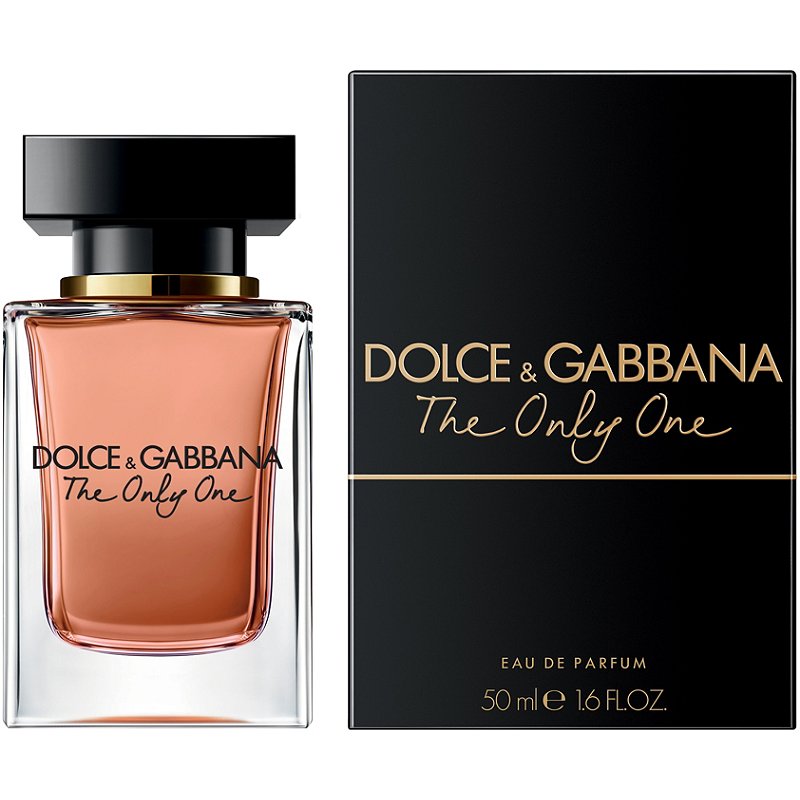 DOLCE & GABBANA
The Only One
DOLCE & GABBANA
The Only One
EAU DE PARFUM
50 ml ℮ 1.6 FL.OZ.